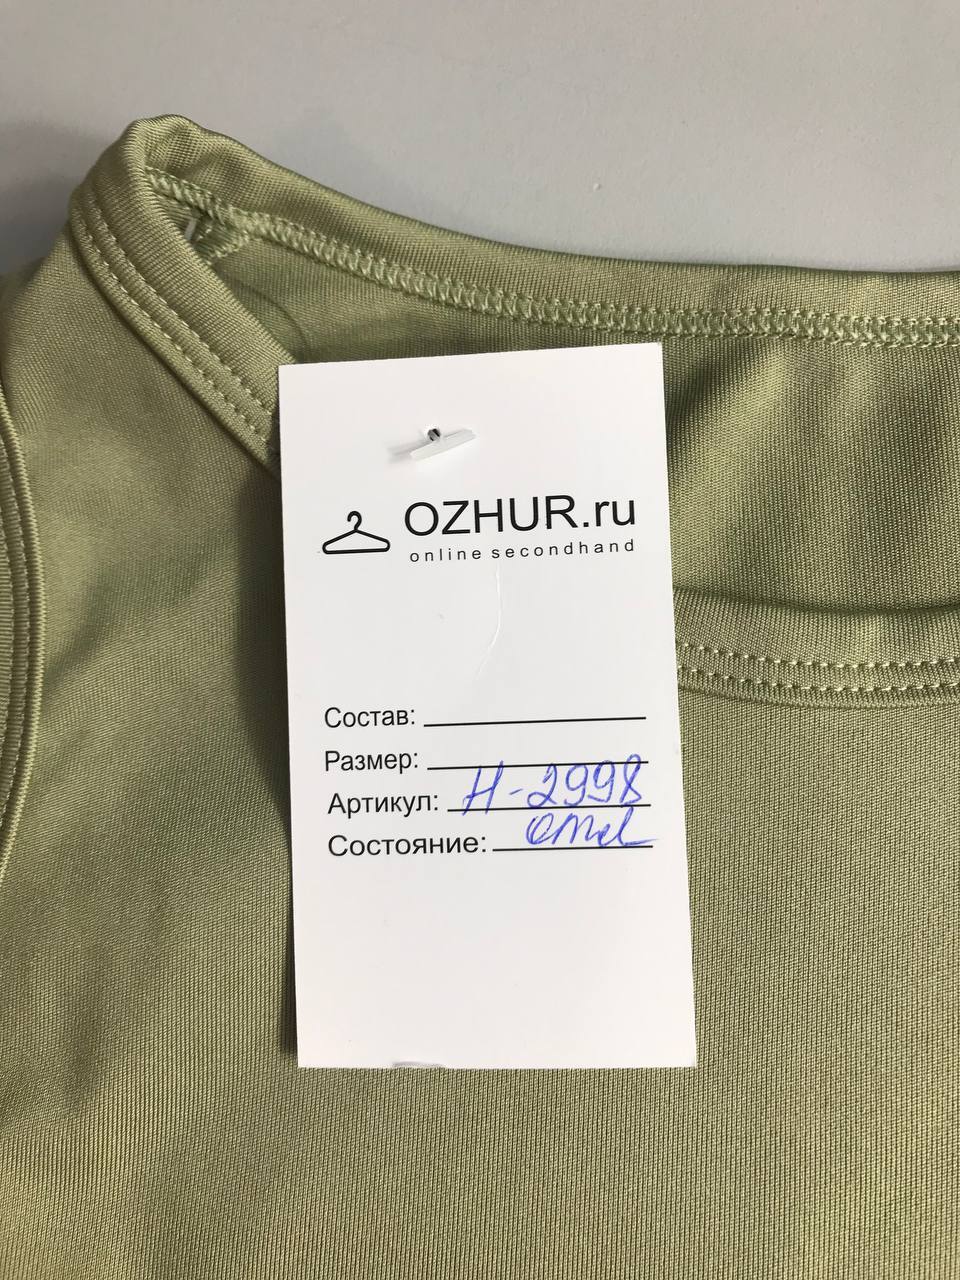 OZHUR.ru
online secondhand
Состав:
Размер:
Артикул: Н-2998
Состояние: отл